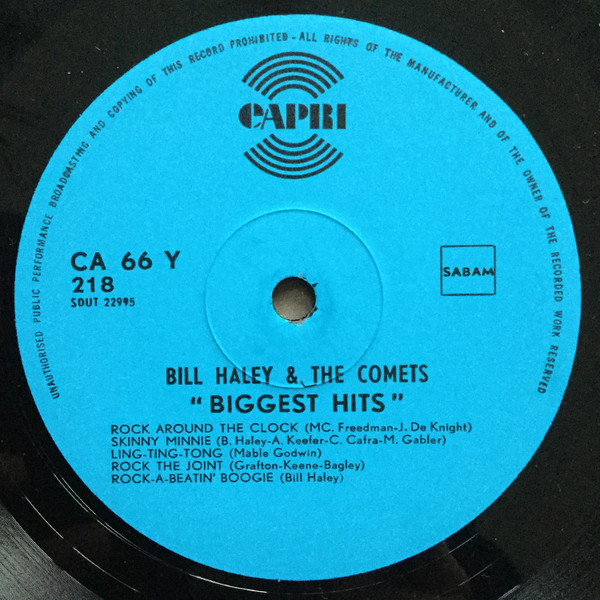 UNAUTHORISED PUBLIC PERFORMANCE BROADCASTING AND COPYING OF THIS RECORD PROHIBITED - ALL RIGHTS OF THE MANUFACTURER AND OF THE OWNER OF THE RECORDED WORK RESERVED
CAPRI
CA 66 Y
218
SOUT 22995
SABAM
BILL HALEY & THE COMETS
"BIGGEST HITS"
ROCK AROUND THE CLOCK (MC. Freedman-J. De Knight)
SKINNY MINNIE (B. Haley-A. Keefer-C. Cafra-M. Gabler)
LING-TING-TONG (Mable Godwin)
ROCK THE JOINT (Grafton-Keene-Bagley)
ROCK-A-BEATIN' BOOGIE (Bill Haley)